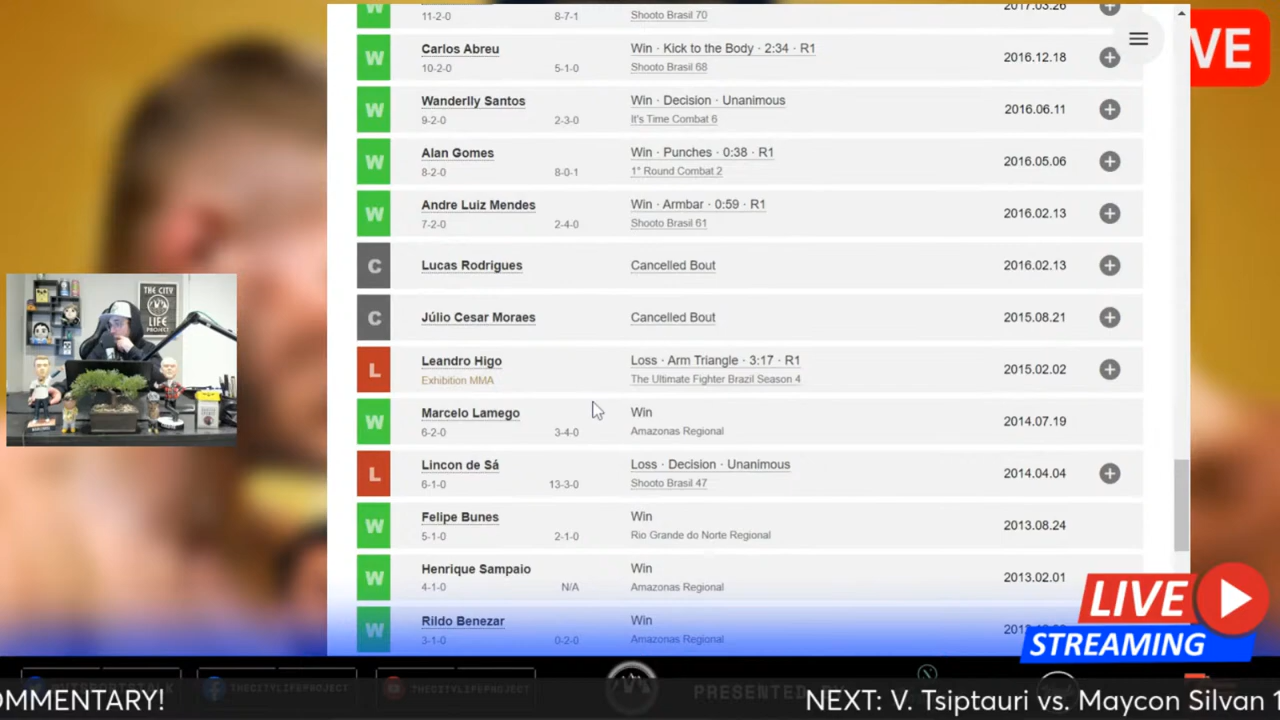 W
11-2-0
8-7-1
Shooto Brasil 70
2017.03.26
VE
W
Carlos Abreu
10-2-0
5-1-0
Win · Kick to the Body · 2:34 · R1
Shooto Brasil 68
2016.12.18
W
Wanderlly Santos
9-2-0
2-3-0
Win · Decision · Unanimous
It's Time Combat 6
2016.06.11
W
Alan Gomes
8-2-0
8-0-1
Win · Punches · 0:38 · R1
1° Round Combat 2
2016.05.06
W
Andre Luiz Mendes
7-2-0
2-4-0
Win · Armbar · 0:59 · R1
Shooto Brasil 61
2016.02.13
C
Lucas Rodrigues
Cancelled Bout
2016.02.13
C
Júlio Cesar Moraes
Cancelled Bout
2015.08.21
L
Leandro Higo
Exhibition MMA
Loss · Arm Triangle · 3:17 · R1
The Ultimate Fighter Brazil Season 4
2015.02.02
W
Marcelo Lamego
6-2-0
3-4-0
Win
Amazonas Regional
2014.07.19
L
Lincon de Sá
6-1-0
13-3-0
Loss · Decision · Unanimous
Shooto Brasil 47
2014.04.04
W
Felipe Bunes
5-1-0
2-1-0
Win
Rio Grande do Norte Regional
2013.08.24
W
Henrique Sampaio
4-1-0
N/A
Win
Amazonas Regional
2013.02.01
W
Rildo Benezar
3-1-0
0-2-0
Win
Amazonas Regional
THE CITY
LIFE
PROJECT
LIVE
STREAMING
THECITYLIFEPROJECT
THECITYLIFEPROJECT
PRESENTED
OMMENTARY!
NEXT: V. Tsiptauri vs. Maycon Silvan 1